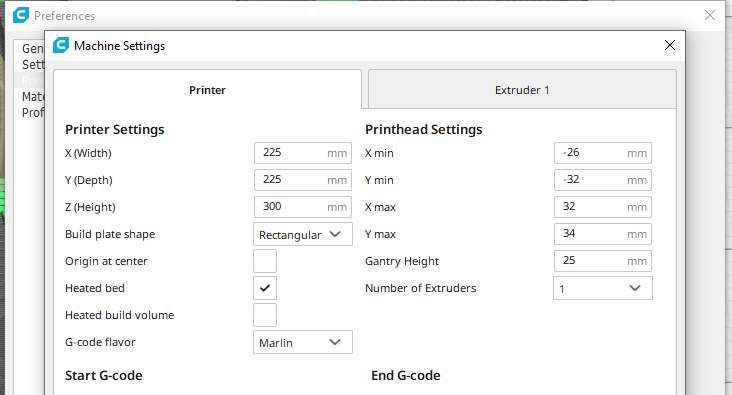 Preferences
Machine Settings
Gen
Sett
Mate
Prof
Printer
Extruder 1
Printer Settings
X (Width)
225 mm
Y (Depth)
225 mm
Z (Height)
300 mm
Build plate shape
Rectangular
Origin at center
Heated bed
Heated build volume
G-code flavor
Marlin
Printhead Settings
X min
-26 mm
Y min
-32 mm
X max
32 mm
Y max
34 mm
Gantry Height
25 mm
Number of Extruders
1
Start G-code
End G-code